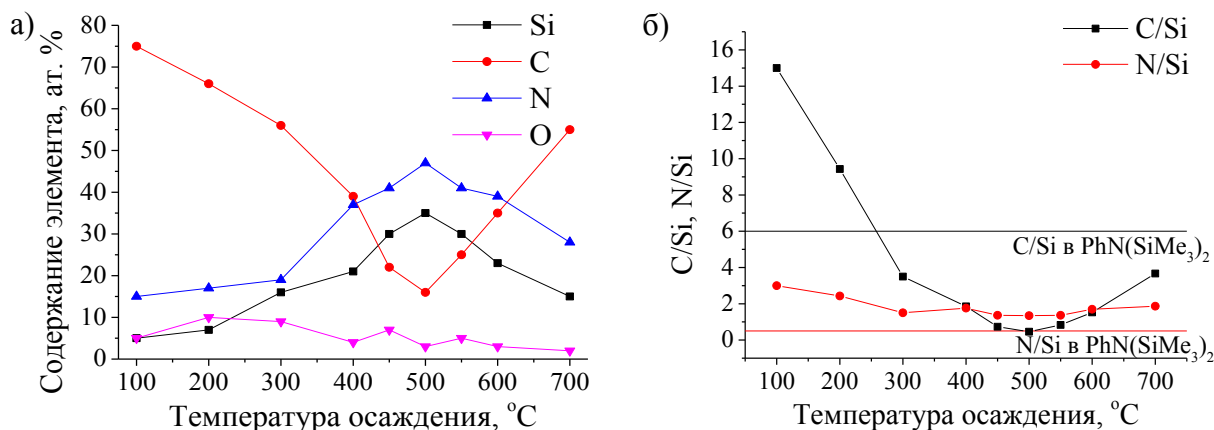 а)
Содержание элемента, ат. %
80
70
60
50
40
30
20
10
0
Si
C
N
O
100 200 300 400 500 600 700
Температура осаждения, °C
б)
C/Si, N/Si
16
14
12
10
8
6
4
2
0
C/Si
N/Si
C/Si в PhN(SiMe₃)₂
N/Si в PhN(SiMe₃)₂
100 200 300 400 500 600 700
Температура осаждения, °C